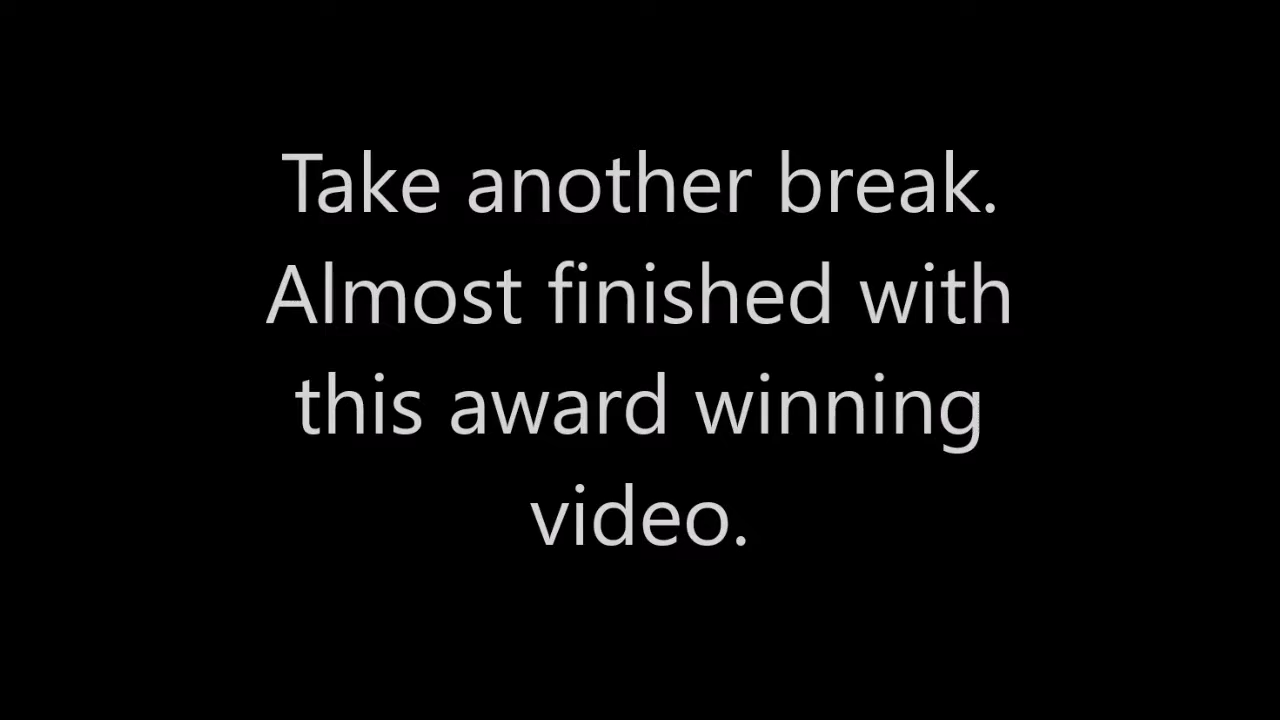 Take another break.
Almost finished with
this award winning
video.